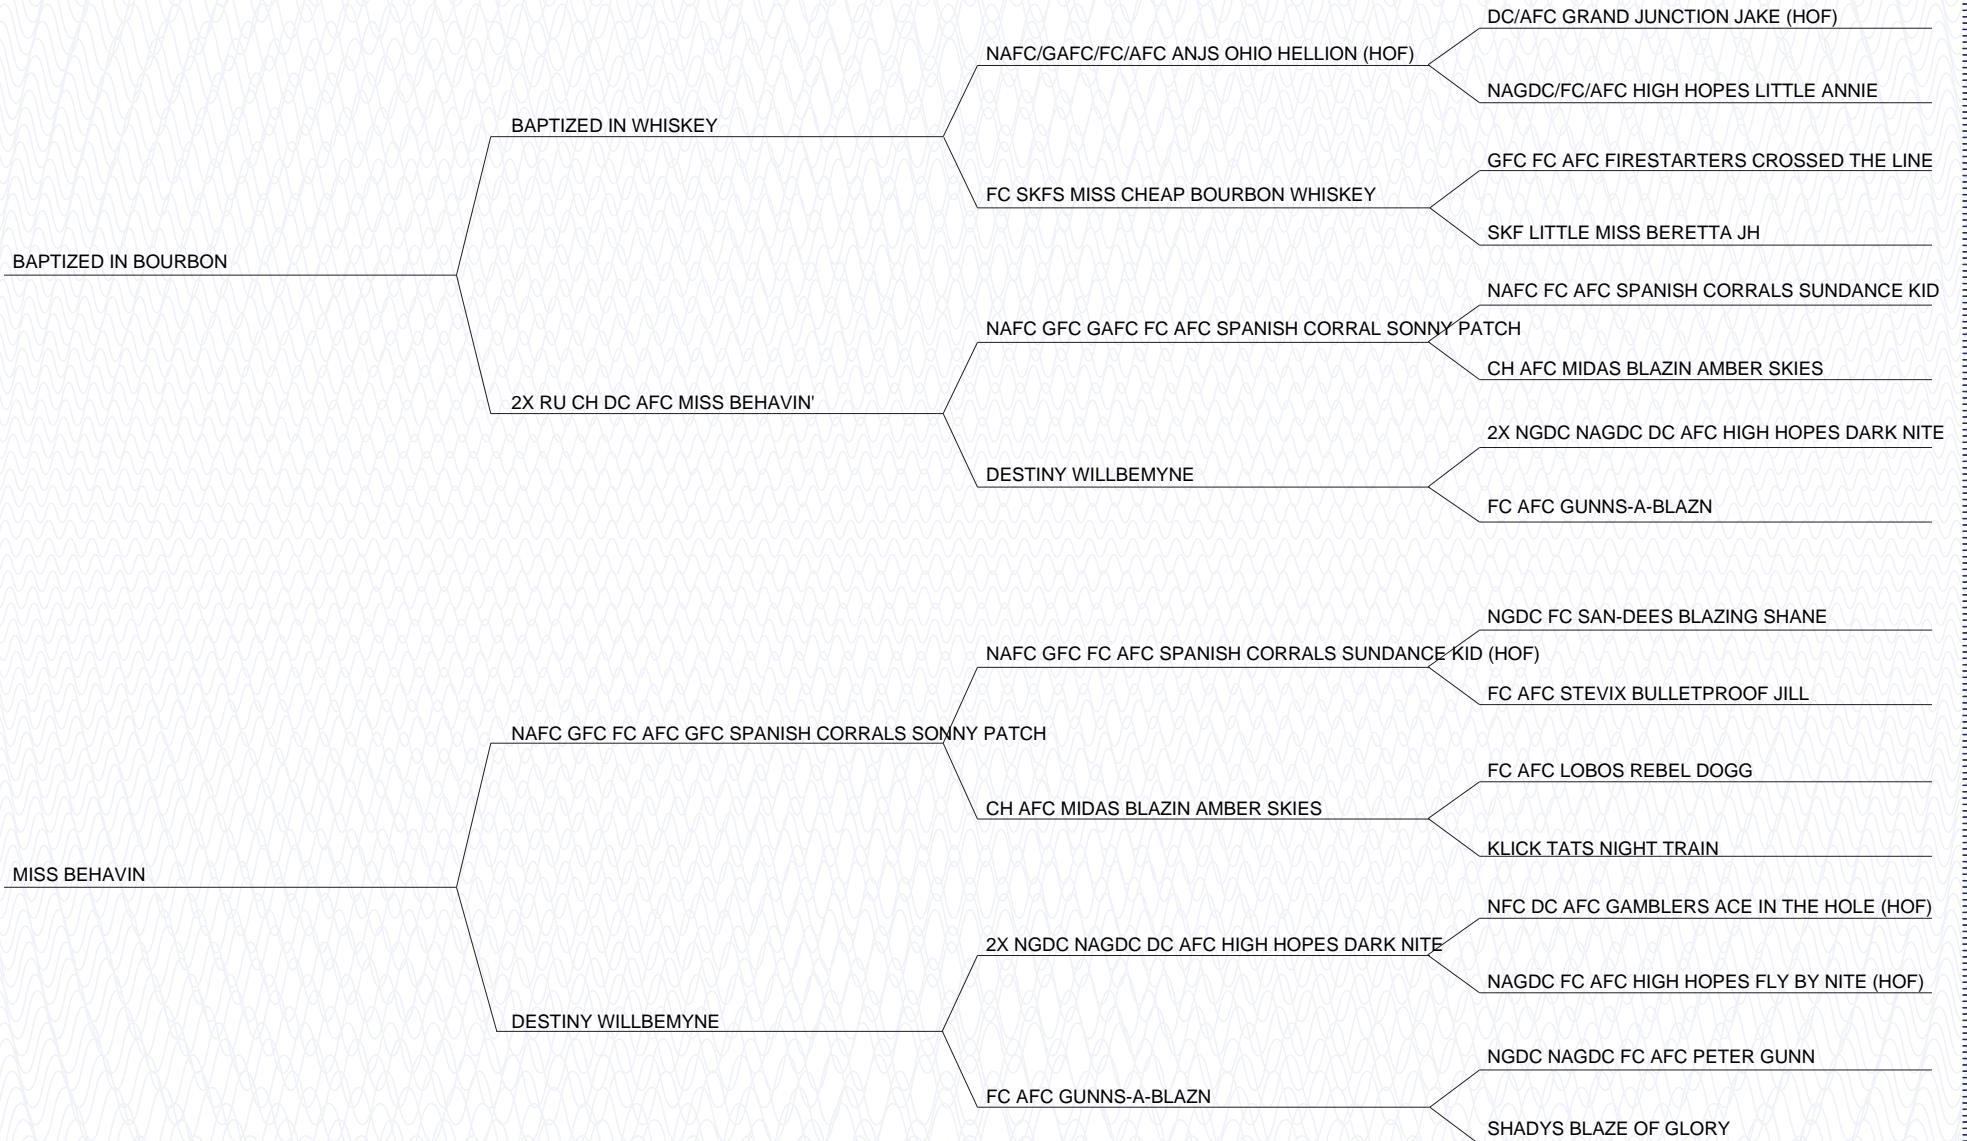 DC/AFC GRAND JUNCTION JAKE (HOF)
NAFC/GAFC/FC/AFC ANJS OHIO HELLION (HOF)
NAGDC/FC/AFC HIGH HOPES LITTLE ANNIE
BAPTIZED IN WHISKEY
GFC FC AFC FIRESTARTERS CROSSED THE LINE
FC SKFS MISS CHEAP BOURBON WHISKEY
SKF LITTLE MISS BERETTA JH
BAPTIZED IN BOURBON
NAFC FC AFC SPANISH CORRALS SUNDANCE KID
NAFC GFC GAFC FC AFC SPANISH CORRAL SONNY PATCH
CH AFC MIDAS BLAZIN AMBER SKIES
2X RU CH DC AFC MISS BEHAVIN'
2X NGDC NAGDC DC AFC HIGH HOPES DARK NITE
DESTINY WILLBEMYNE
FC AFC GUNNS-A-BLAZN
NGDC FC SAN-DEES BLAZING SHANE
NAFC GFC FC AFC SPANISH CORRALS SUNDANCE KID (HOF)
FC AFC STEVIX BULLETPROOF JILL
NAFC GFC FC AFC GFC SPANISH CORRALS SONNY PATCH
FC AFC LOBOS REBEL DOGG
CH AFC MIDAS BLAZIN AMBER SKIES
KLICK TATS NIGHT TRAIN
MISS BEHAVIN
NFC DC AFC GAMBLERS ACE IN THE HOLE (HOF)
2X NGDC NAGDC DC AFC HIGH HOPES DARK NITE
NAGDC FC AFC HIGH HOPES FLY BY NITE (HOF)
DESTINY WILLBEMYNE
NGDC NAGDC FC AFC PETER GUNN
FC AFC GUNNS-A-BLAZN
SHADYS BLAZE OF GLORY